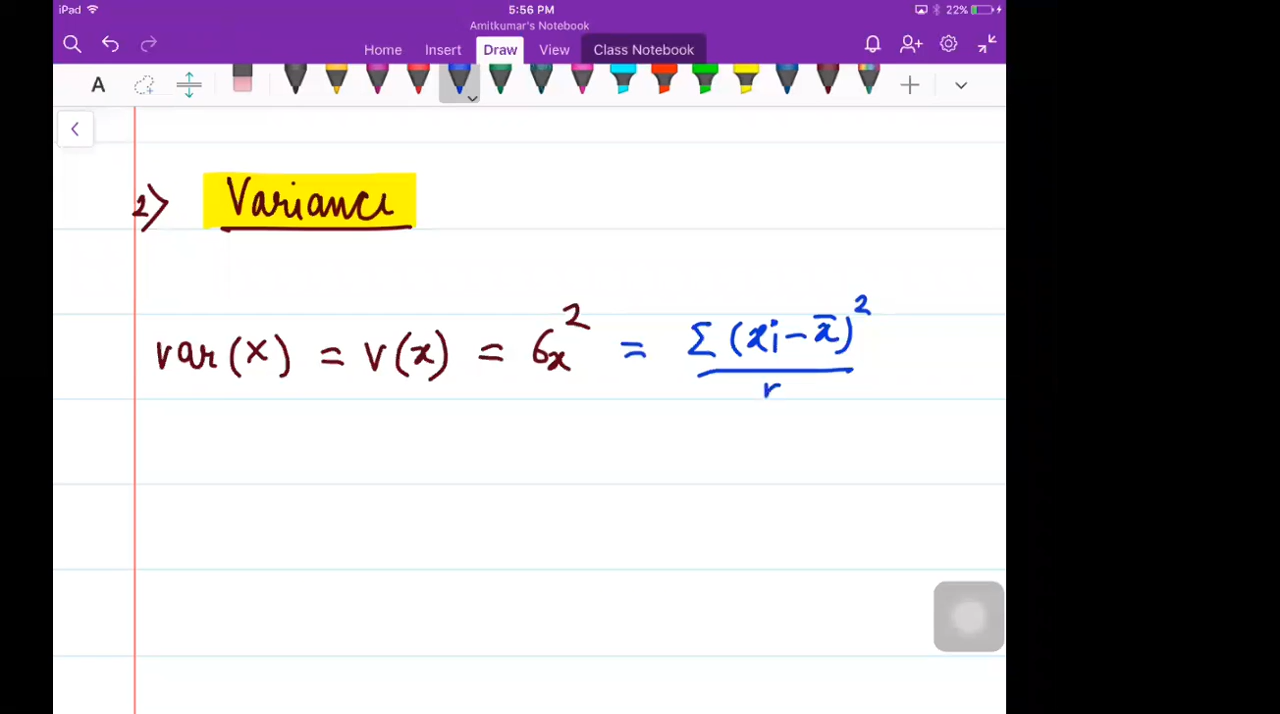 iPad 5:56 PM 22%
Amitkumar's Notebook
Home Insert Draw View Class Notebook
A
2) Variance
var(x) = v(x) = σx² = Σ(xi - x̄)² / r